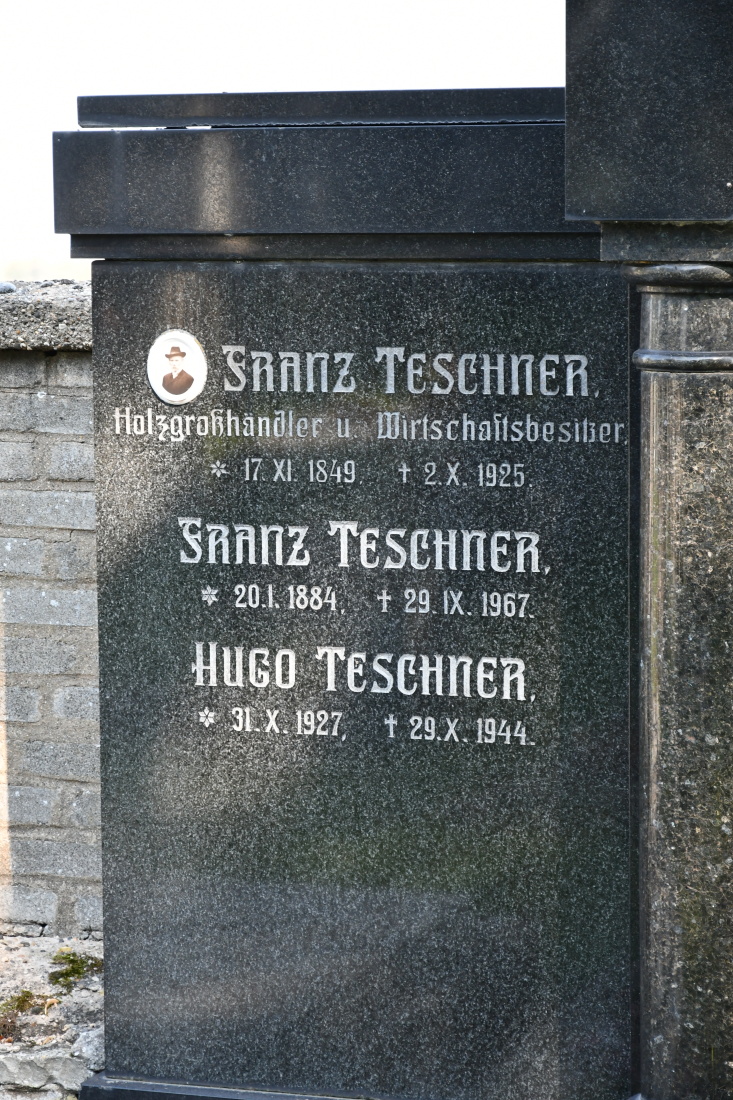 FRANZ TESCHNER,
Holzgroßhändler u. Wirtschaftsbesitzer,
* 17. XI. 1849 † 2. X. 1925.
FRANZ TESCHNER,
* 20. I. 1884, † 29. IX. 1967.
HUGO TESCHNER,
* 31. X. 1927, † 29. X. 1944.